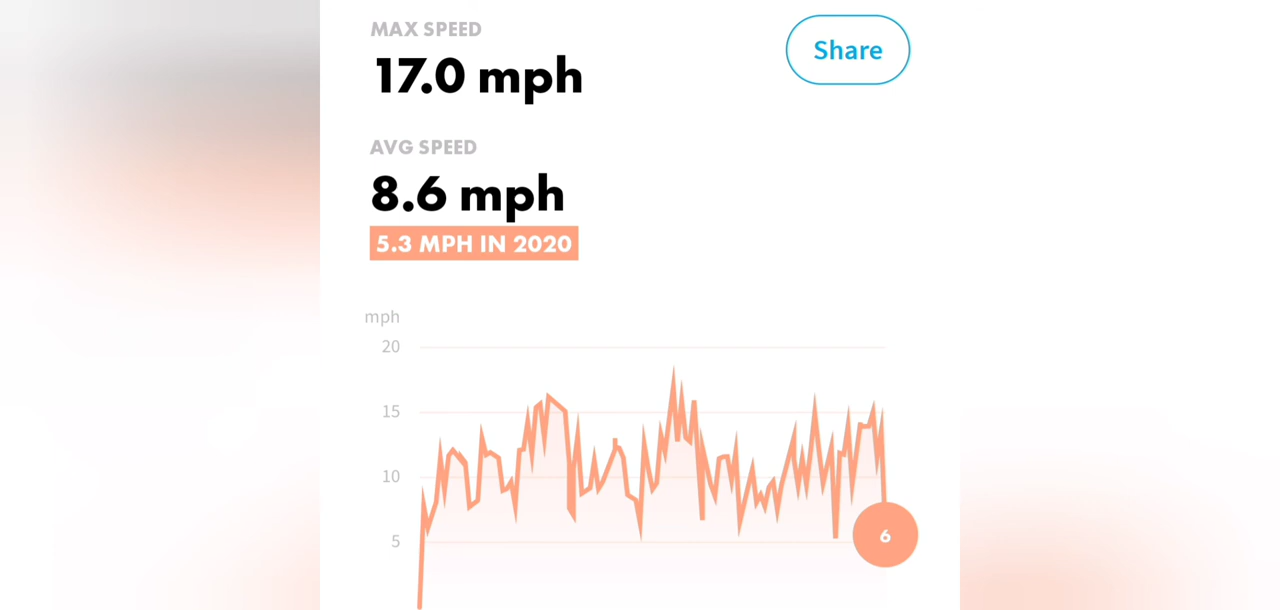 MAX SPEED
17.0 mph
Share
AVG SPEED
8.6 mph
5.3 MPH IN 2020
mph
20
15
10
5
6